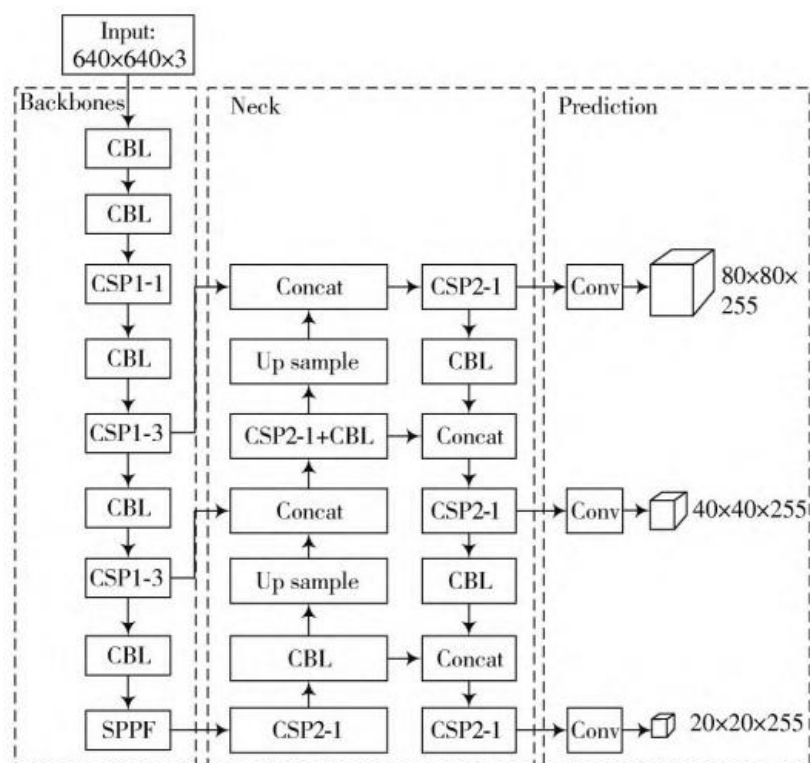 Input:
640×640×3
Backbones
CBL
CBL
CSP1-1
CBL
CSP1-3
CBL
CSP1-3
CBL
SPPF
Neck
Concat
Up sample
CSP2-1+CBL
Concat
Up sample
CBL
CSP2-1
CSP2-1
CBL
Concat
CSP2-1
CBL
Concat
CSP2-1
Prediction
Conv
80×80×
255
Conv
40×40×255
Conv
20×20×255